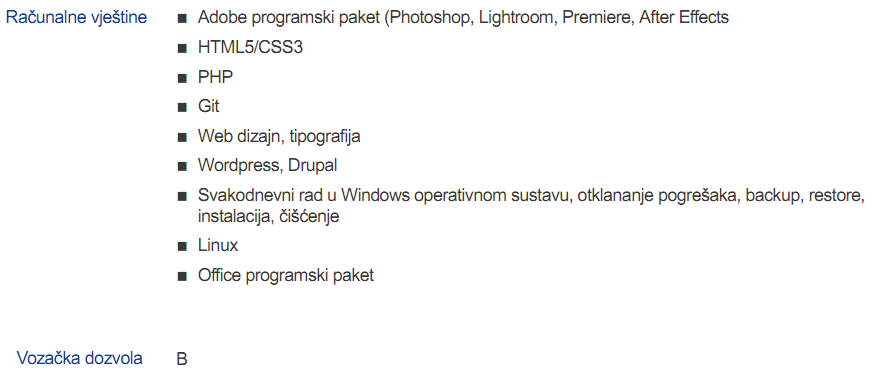 Računalne vještine
■ Adobe programski paket (Photoshop, Lightroom, Premiere, After Effects
■ HTML5/CSS3
■ PHP
■ Git
■ Web dizajn, tipografija
■ Wordpress, Drupal
■ Svakodnevni rad u Windows operativnom sustavu, otklananje pogrešaka, backup, restore,
instalacija, čišćenje
■ Linux
■ Office programski paket
Vozačka dozvola B